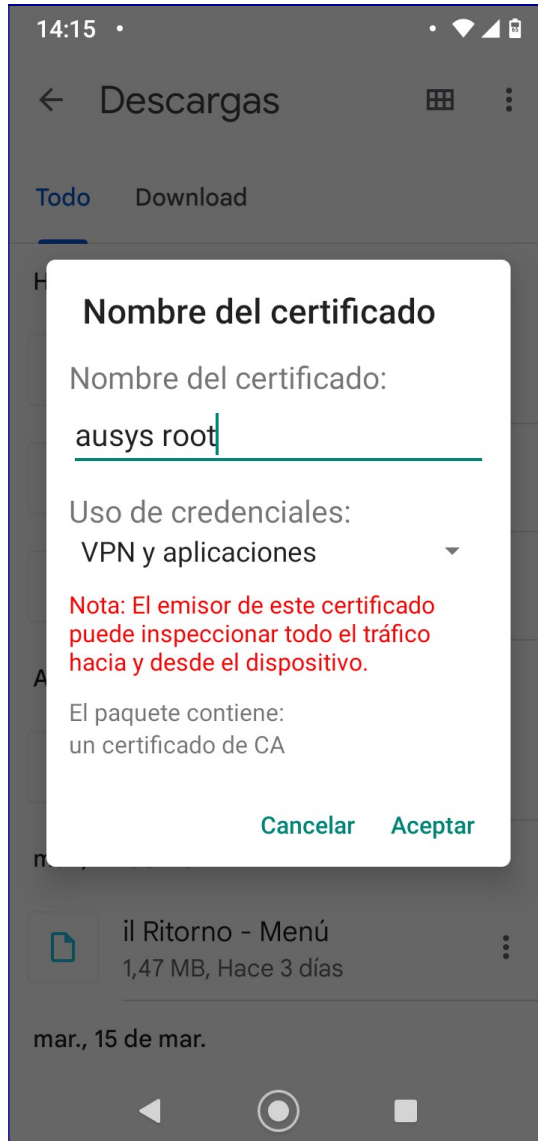 14:15
Descargas
Todo Download
H
Nombre del certificado
Nombre del certificado:
ausys root
Uso de credenciales:
VPN y aplicaciones
Nota: El emisor de este certificado
puede inspeccionar todo el tráfico
hacia y desde el dispositivo.
A
El paquete contiene:
un certificado de CA
Cancelar Aceptar
il Ritorno - Menú
1,47 MB, Hace 3 días
mar., 15 de mar.